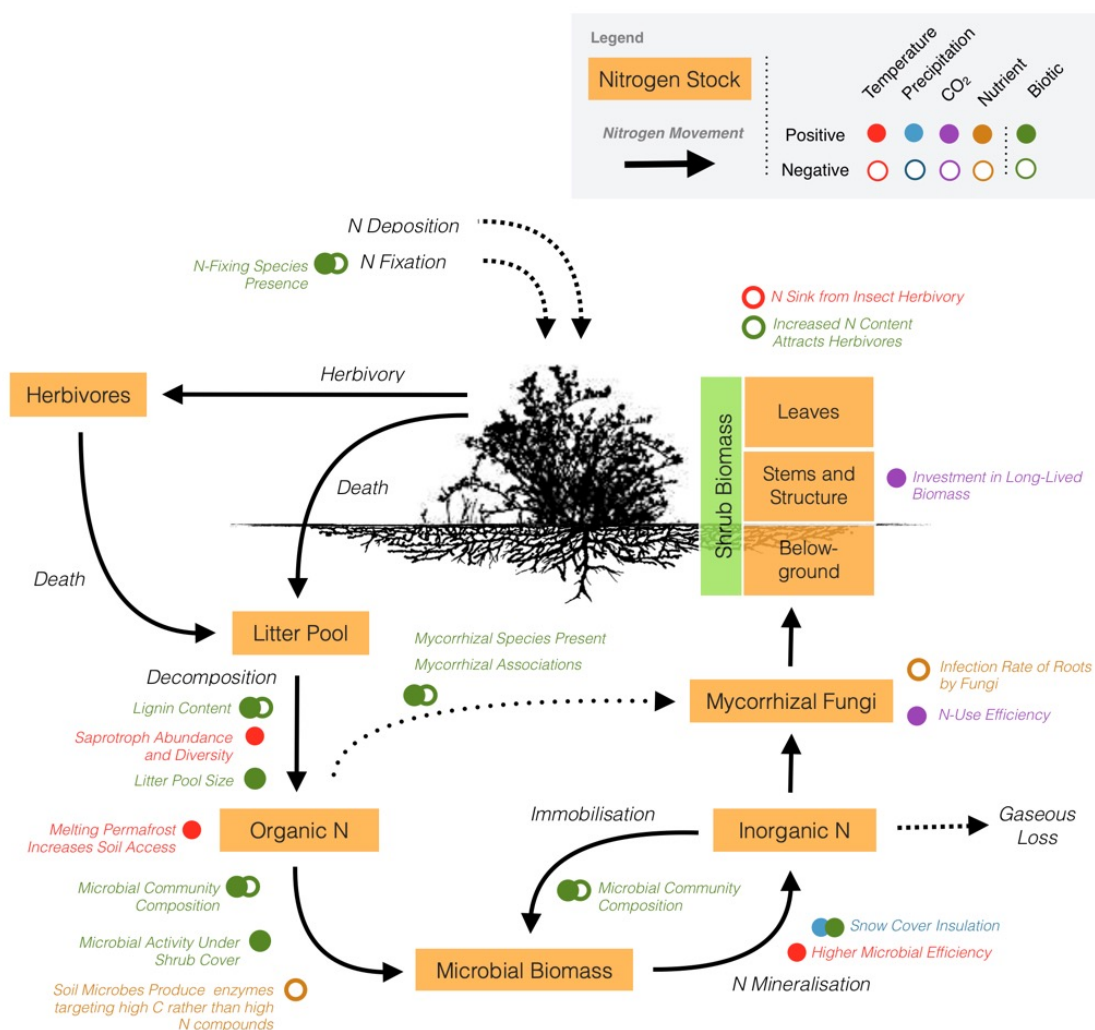 Legend
Nitrogen Stock
Nitrogen Movement
Temperature
Precipitation
CO₂
Nutrient
Biotic
Positive
Negative
N Deposition
N Fixation
N-Fixing Species
Presence
N Sink from Insect Herbivory
Increased N Content
Attracts Herbivores
Herbivory
Herbivores
Death
Death
Shrub Biomass
Leaves
Stems and
Structure
Below-
ground
Investment in Long-Lived
Biomass
Litter Pool
Decomposition
Lignin Content
Saprotroph Abundance
and Diversity
Litter Pool Size
Mycorrhizal Species Present
Mycorrhizal Associations
Mycorrhizal Fungi
Infection Rate of Roots
by Fungi
N-Use Efficiency
Melting Permafrost
Increases Soil Access
Organic N
Immobilisation
Inorganic N
Gaseous
Loss
Microbial Community
Composition
Microbial Community
Composition
Microbial Activity Under
Shrub Cover
Snow Cover Insulation
Higher Microbial Efficiency
Microbial Biomass
N Mineralisation
Soil Microbes Produce enzymes
targeting high C rather than high
N compounds